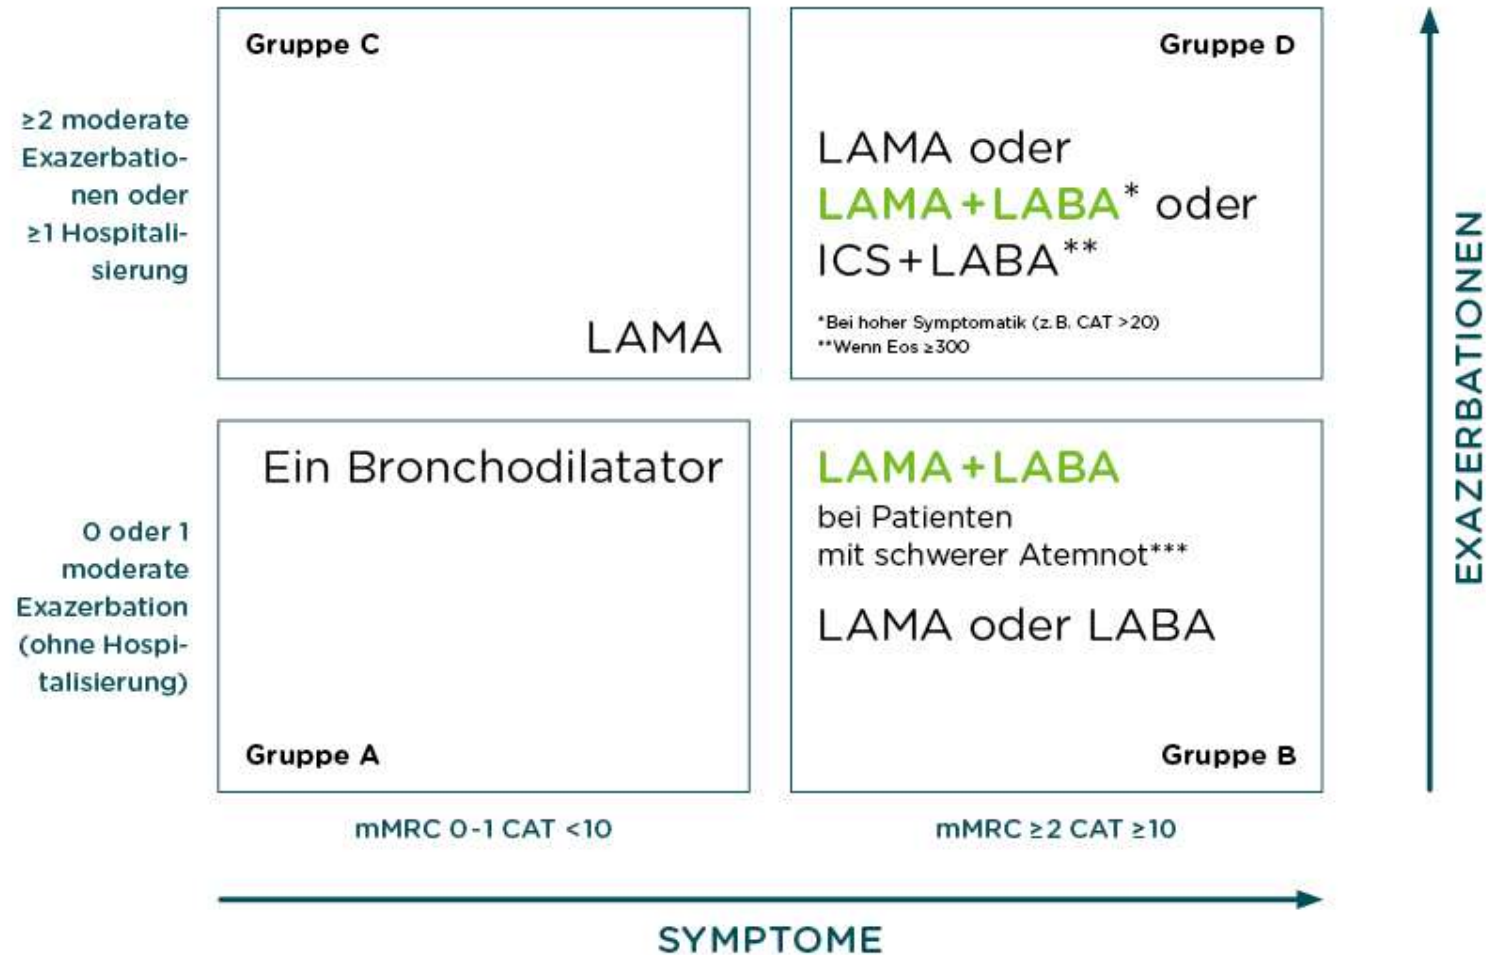 Gruppe C
Gruppe D
≥2 moderate
Exazerbatio-
nen oder
≥1 Hospitali-
sierung
LAMA
LAMA oder
LAMA+LABA* oder
ICS+LABA**
*Bei hoher Symptomatik (z. B. CAT >20)
**Wenn Eos ≥300
0 oder 1
moderate
Exazerbation
(ohne Hospi-
talisierung)
Ein Bronchodilatator
Gruppe A
LAMA+LABA
bei Patienten
mit schwerer Atemnot***
LAMA oder LABA
Gruppe B
mMRC 0-1 CAT <10
mMRC ≥2 CAT ≥10
SYMPTOME
EXAZERBATIONEN